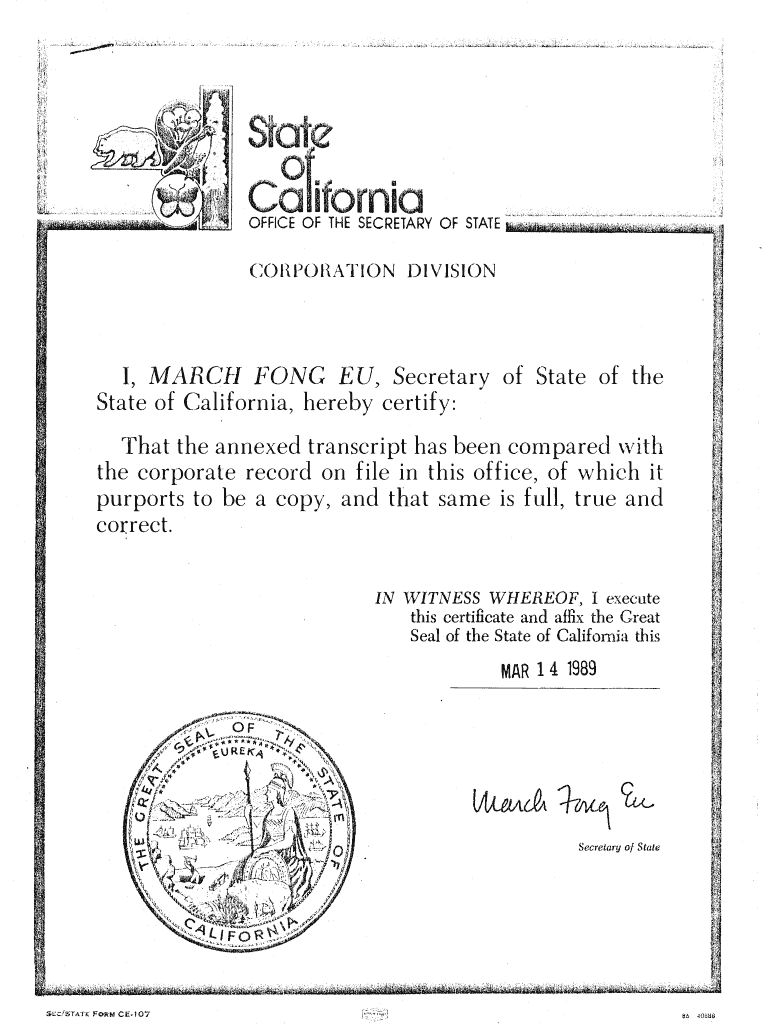 State
of
California
OFFICE OF THE SECRETARY OF STATE
CORPORATION DIVISION
I, MARCH FONG EU, Secretary of State of the
State of California, hereby certify:
That the annexed transcript has been compared with
the corporate record on file in this office, of which it
purports to be a copy, and that same is full, true and
correct.
IN WITNESS WHEREOF, I execute
this certificate and affix the Great
Seal of the State of California this
MAR 14 1989
THE GREAT SEAL OF THE STATE OF CALIFORNIA
EUREKA
March Fong Eu
Secretary of State
SEC/STATE FORM CE-107